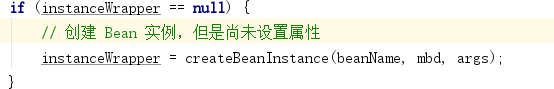 if (instanceWrapper == null) {
// 创建 Bean 实例，但是尚未设置属性
instanceWrapper = createBeanInstance(beanName, mbd, args);
}